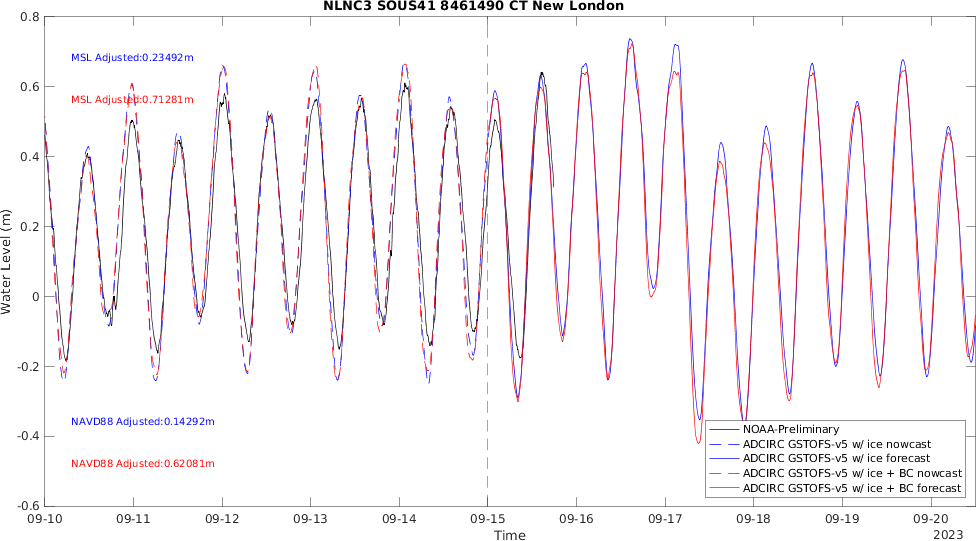 NLNC3 SOUS41 8461490 CT New London
0.8
0.6
0.4
0.2
0
-0.2
-0.4
-0.6
Water Level (m)
MSL Adjusted:0.23492m
MSL Adjusted:0.71281m
NAVD88 Adjusted:0.14292m
NAVD88 Adjusted:0.62081m
NOAA-Preliminary
ADCIRC GSTOFS-v5 w/ ice nowcast
ADCIRC GSTOFS-v5 w/ ice forecast
ADCIRC GSTOFS-v5 w/ ice + BC nowcast
ADCIRC GSTOFS-v5 w/ ice + BC forecast
09-10 09-11 09-12 09-13 09-14 09-15 09-16 09-17 09-18 09-19 09-20
Time
2023